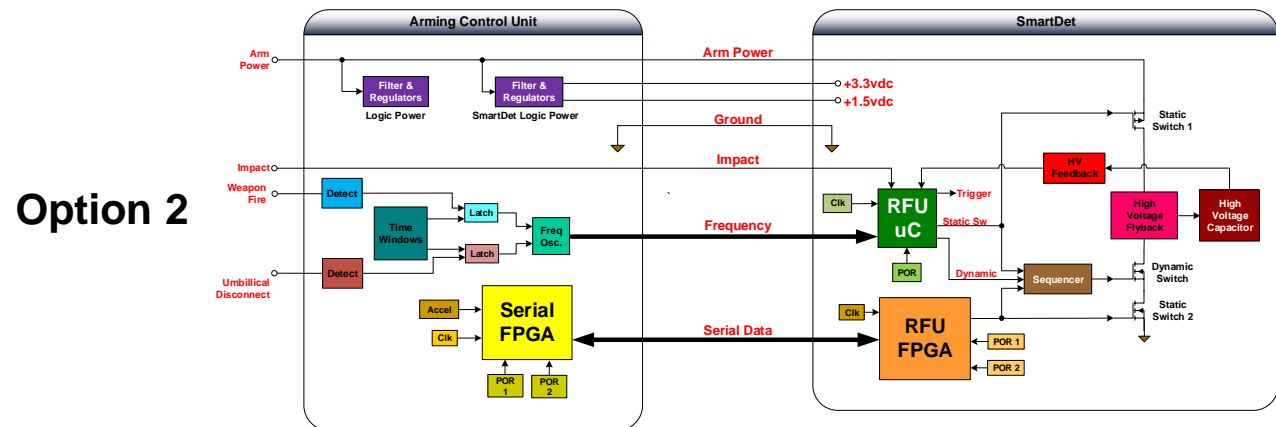 Option 2
Arming Control Unit
Arm
Power
Filter &
Regulators
Logic Power
Filter &
Regulators
SmartDet Logic Power
Impact
Weapon
Fire
Detect
Time
Windows
Latch
Latch
Freq
Osc.
Umbillical
Disconnect
Detect
Accel
Clk
Serial
FPGA
POR
1
POR
2
Arm Power
+3.3vdc
+1.5vdc
Ground
Impact
`
Frequency
Serial Data
SmartDet
Static
Switch 1
HV
Feedback
Clk
RFU
uC
Trigger
Static Sw
POR
Dynamic
High
Voltage
Flyback
High
Voltage
Capacitor
Sequencer
Dynamic
Switch
Static
Switch 2
Clk
RFU
FPGA
POR 1
POR 2